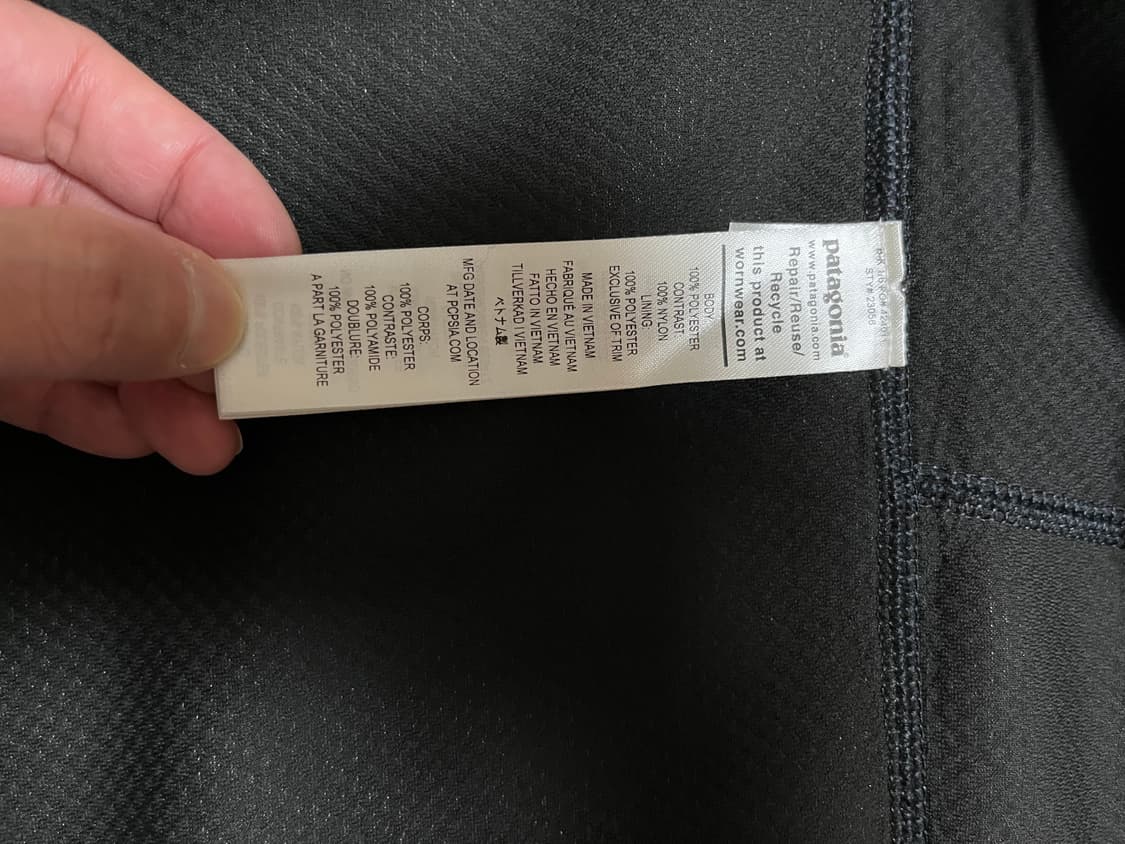 STY# 23056
patagonia®
www.patagonia.com
Repair/Reuse/
Recycle
this product at
wornwear.com
BODY:
100% POLYESTER
CONTRAST:
100% NYLON
LINING:
100% POLYESTER
EXCLUSIVE OF TRIM
MADE IN VIETNAM
FABRIQUÉ AU VIETNAM
HECHO EN VIETNAM
FATTO IN VIETNAM
TILLVERKAD I VIETNAM
ベトナム製
MFG DATE AND LOCATION
AT PCPSIA.COM
CORPS:
100% POLYESTER
CONTRASTE:
100% POLYAMIDE
DOUBLURE:
100% POLYESTER
A PART LA GARNITURE